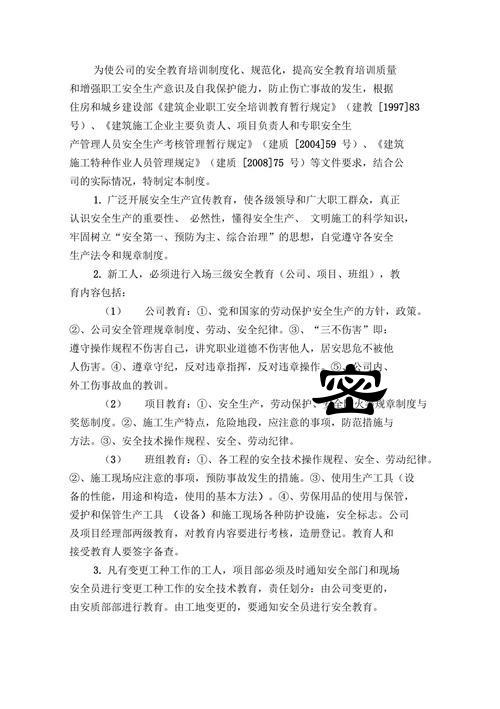 为使公司的安全教育培训制度化、规范化，提高安全教育培训质量
和增强职工安全生产意识及自我保护能力，防止伤亡事故的发生，根据
住房和城乡建设部《建筑企业职工安全培训教育暂行规定》（建教 [1997]83
号）、《建筑施工企业主要负责人、项目负责人和专职安全生
产管理人员安全生产考核管理暂行规定》（建质 [2004]59 号）、《建筑
施工特种作业人员管理规定》（建质 [2008]75 号）等文件要求，结合公
司的实际情况，特制定本制度。
1. 广泛开展安全生产宣传教育，使各级领导和广大职工群众，真正
认识安全生产的重要性、 必然性，懂得安全生产、 文明施工的科学知识，
牢固树立“安全第一、预防为主、综合治理”的思想，自觉遵守各安全
生产法令和规章制度。
2. 新工人，必须进行入场三级安全教育（公司、项目、班组），教
育内容包括：
（1） 公司教育：①、党和国家的劳动保护安全生产的方针，政策。
②、公司安全管理规章制度、劳动、安全纪律。③、“三不伤害”即：
遵守操作规程不伤害自己，讲究职业道德不伤害他人，居安思危不被他
人伤害。④、遵章守纪，反对违章指挥，反对违章操作。⑤、公司内、
外工伤事故血的教训。
密
（2） 项目教育：①、安全生产，劳动保护、全火规章制度与
奖惩制度。②、施工生产特点，危险地段，应注意的事项，防范措施与
方法。③、安全技术操作规程、安全、劳动纪律。
（3） 班组教育：①、各工程的安全技术操作规程、安全、劳动纪律。
②、施工现场应注意的事项，预防事故发生的措施。③、使用生产工具（设
备的性能，用途和构造，使用的基本方法）。④、劳保用品的使用与保管，
爱护和保管生产工具 （设备）和施工现场各种防护设施，安全标志。公司
及项目经理部两级教育，对教育内容要进行考核，造册登记。教育人和
接受教育人要签字备查。
3. 凡有变更工种工作的工人，项目部必须及时通知安全部门和现场
安全员进行变更工种工作的安全技术教育，责任划分：由公司变更的，
由安质部部进行教育。由工地变更的，要通知安全员进行安全教育。